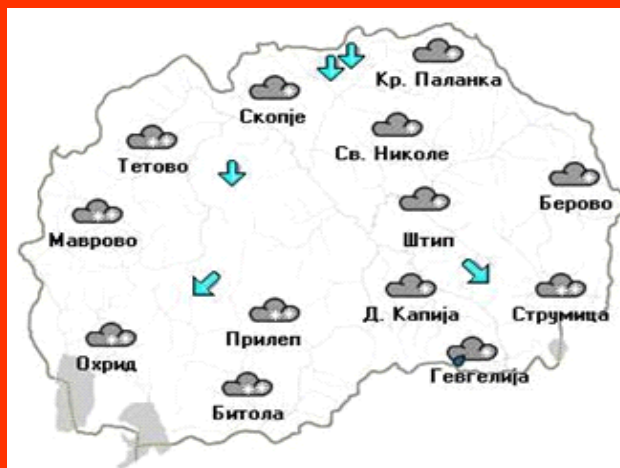 Кр. Паланка
Скопје
Св. Николе
Тетово
Берово
Маврово
Штип
Д. Капија
Струмица
Прилеп
Охрид
Гевгелија
Битола